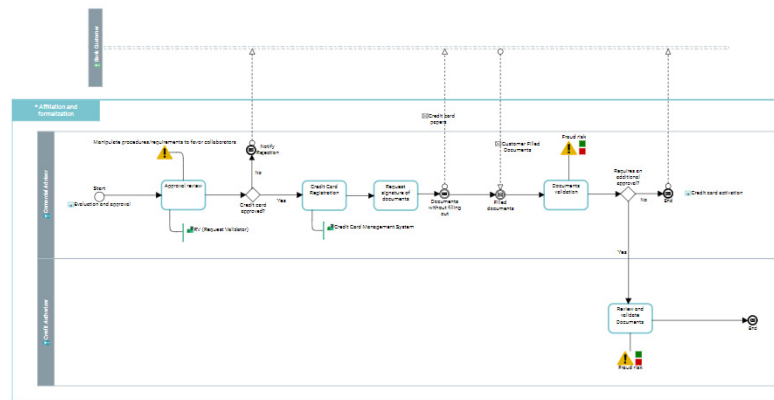 Bank Customer
* Affiliation and
formalization
Credit card
papers
Manipulate procedures/requirements to favor collaborators
Notify
Rejection
Customer Filled
Documents
Fraud risk
Requires an
additional
approval?
No
Start
Approval review
Credit Card
Registration
Request
signature of
documents
Documents
validation
No
Yes
Evaluation and approval
Credit card
approved?
Documents
without filling
out
Filled
documents
End
Credit card activation
RV (Request Validator)
Credit Card Management System
Yes
Credit Authorizer
Review and
validate
Documents
End
Fraud risk